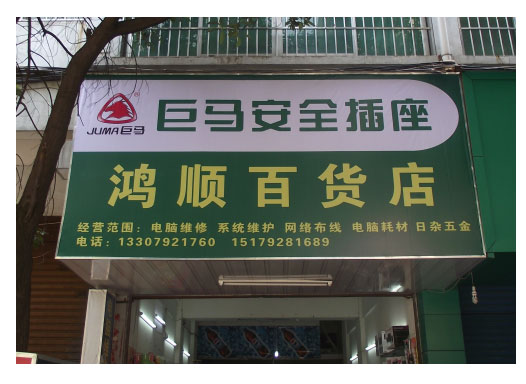 巨马安全插座
JUMA巨马
鸿顺百货店
经营范围：电脑维修 系统维护 网络布线 电脑耗材 日杂五金
电话：13307921760 15179281689